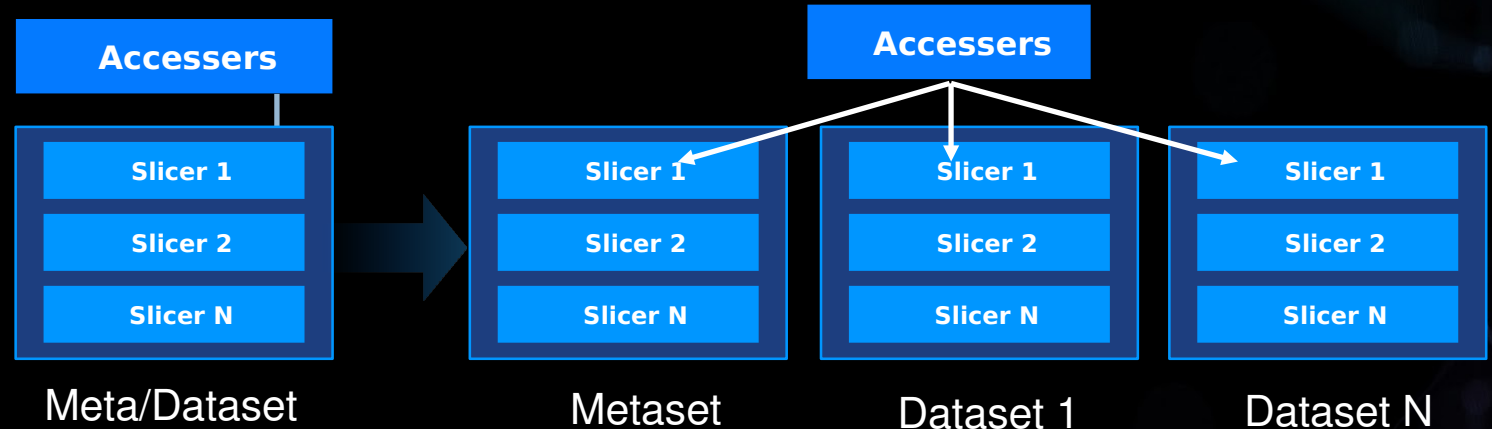 Accessers
Slicer 1
Slicer 2
Slicer N
Meta/Dataset
Accessers
Slicer 1
Slicer 2
Slicer N
Metaset
Slicer 1
Slicer 2
Slicer N
Dataset 1
Slicer 1
Slicer 2
Slicer N
Dataset N